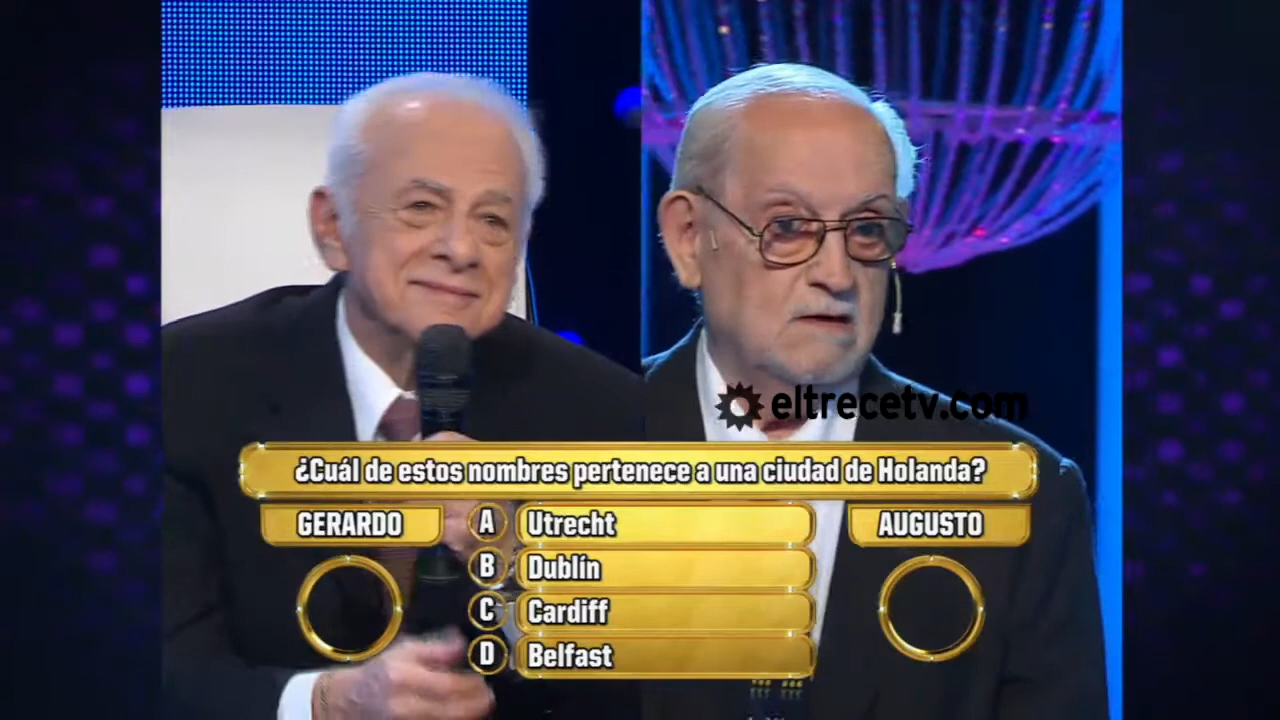 eltrecetv.com
¿Cuál de estos nombres pertenece a una ciudad de Holanda?
GERARDO
A Utrecht
AUGUSTO
B Dublín
C Cardiff
D Belfast